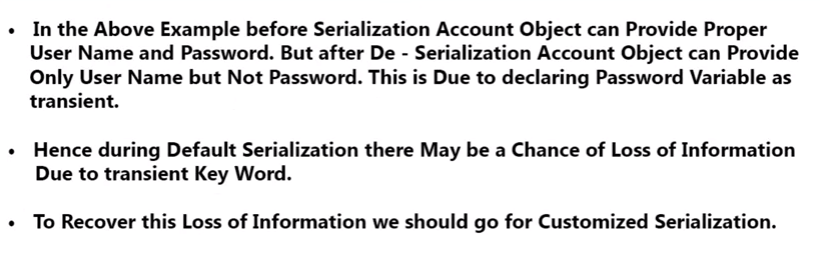 • In the Above Example before Serialization Account Object can Provide Proper
User Name and Password. But after De - Serialization Account Object can Provide
Only User Name but Not Password. This is Due to declaring Password Variable as
transient.
• Hence during Default Serialization there May be a Chance of Loss of Information
Due to transient Key Word.
• To Recover this Loss of Information we should go for Customized Serialization.